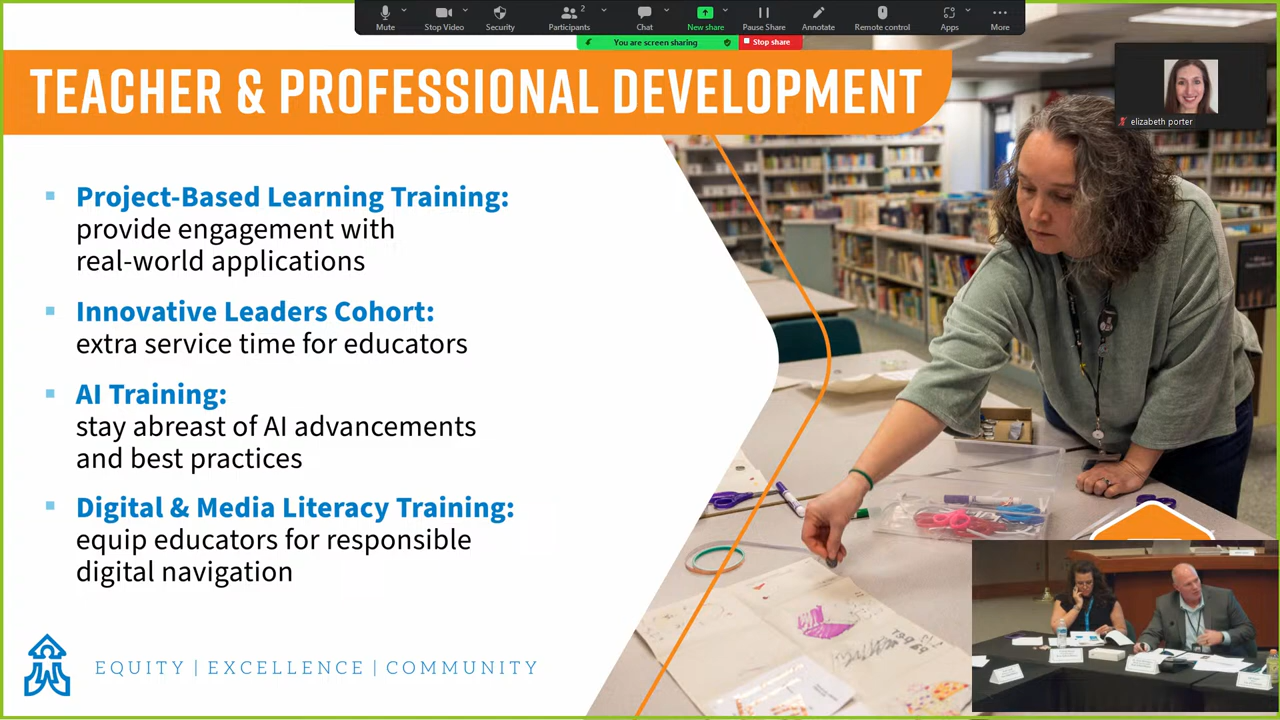 Mute
Stop Video
Security
Participants
2
Chat
New share
Pause Share
Annotate
Remote control
Apps
More
You are screen sharing
Stop share
TEACHER & PROFESSIONAL DEVELOPMENT
elizabeth porter
Project-Based Learning Training:
provide engagement with
real-world applications
Innovative Leaders Cohort:
extra service time for educators
AI Training:
stay abreast of AI advancements
and best practices
Digital & Media Literacy Training:
equip educators for responsible
digital navigation
EQUITY | EXCELLENCE | COMMUNITY